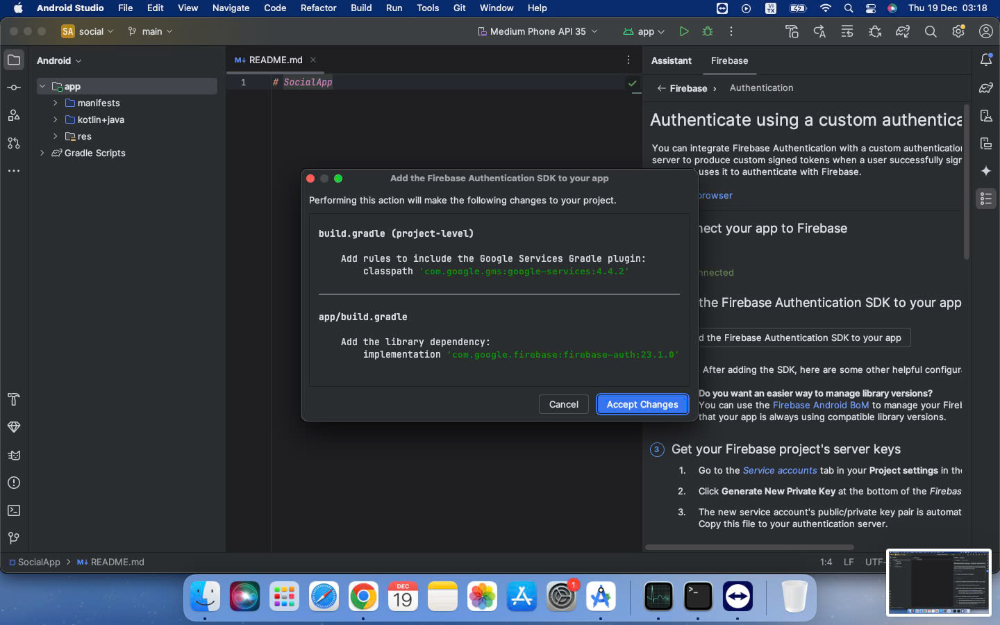 Android Studio File Edit View Navigate Code Refactor Build Run Tools Git Window Help
VI
TX
Thu 19 Dec 03:18
SA social main
Medium Phone API 35
app
Android
app
manifests
kotlin+java
res
Gradle Scripts
M↓ README.md
1 # SocialApp
Assistant Firebase
← Firebase › Authentication
Authenticate using a custom authentica
You can integrate Firebase Authentication with a custom authentication
server to produce custom signed tokens when a user successfully sign
uses it to authenticate with Firebase.
browser
nect your app to Firebase
nnected
the Firebase Authentication SDK to your app
d the Firebase Authentication SDK to your app
After adding the SDK, here are some other helpful configur
Do you want an easier way to manage library versions?
You can use the Firebase Android BoM to manage your Firel
that your app is always using compatible library versions.
3 Get your Firebase project's server keys
1. Go to the Service accounts tab in your Project settings in the
2. Click Generate New Private Key at the bottom of the Firebas
3. The new service account's public/private key pair is automat
Copy this file to your authentication server.
Add the Firebase Authentication SDK to your app
Performing this action will make the following changes to your project.
build.gradle (project-level)
Add rules to include the Google Services Gradle plugin:
classpath 'com.google.gms:google-services:4.4.2'
app/build.gradle
Add the library dependency:
implementation 'com.google.firebase:firebase-auth:23.1.0'
Cancel Accept Changes
SocialApp > M↓ README.md
1:4 LF UTF-
DEC
19
1
>_